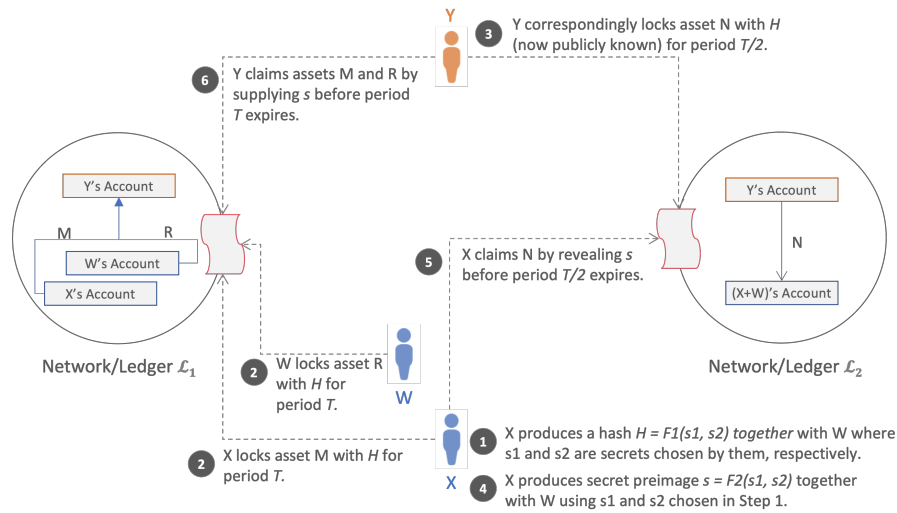 Y
3
Y correspondingly locks asset N with H
(now publicly known) for period T/2.
6
Y claims assets M and R by
supplying s before period
T expires.
Y's Account
M
R
W's Account
X's Account
Network/Ledger ℒ1
5
X claims N by revealing s
before period T/2 expires.
Y's Account
N
(X+W)'s Account
Network/Ledger ℒ2
2
W locks asset R
with H for
period T.
W
2
X locks asset M with H for
period T.
X
1
X produces a hash H = F1(s1, s2) together with W where
s1 and s2 are secrets chosen by them, respectively.
4
X produces secret preimage s = F2(s1, s2) together
with W using s1 and s2 chosen in Step 1.